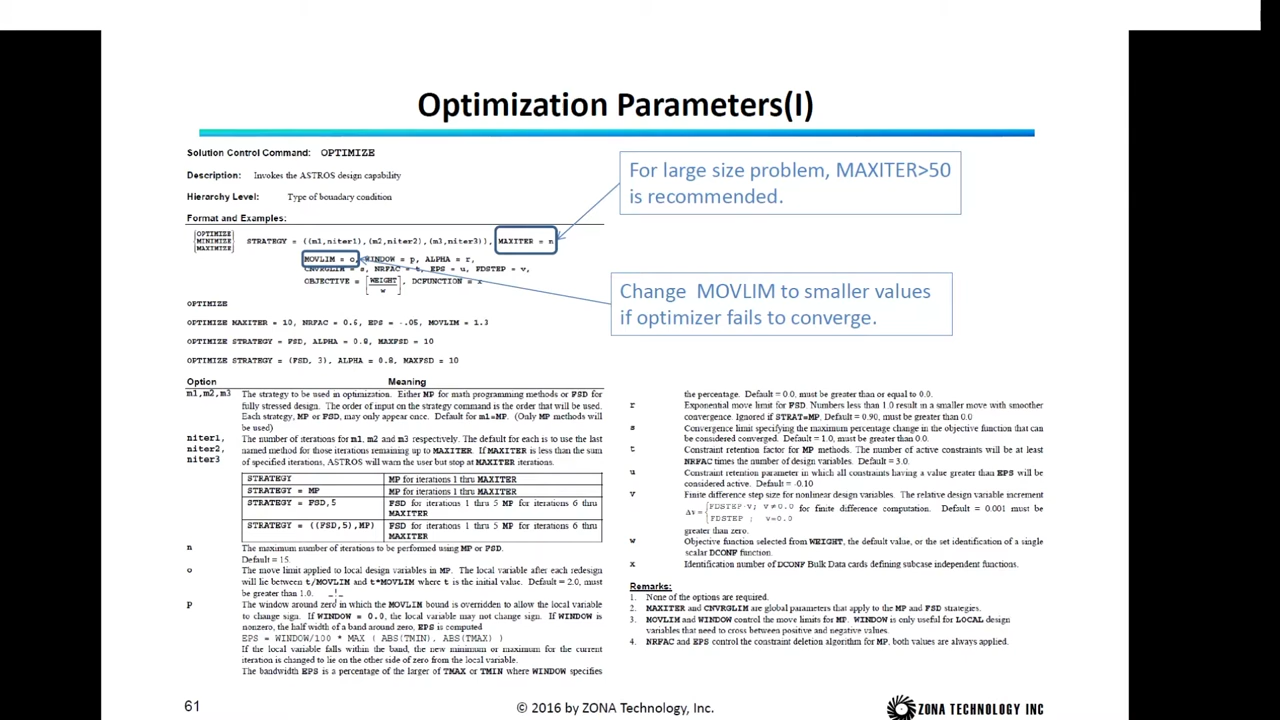 Optimization Parameters(I)
Solution Control Command: OPTIMIZE
Description: Invokes the ASTROS design capability
Hierarchy Level: Type of boundary condition
Format and Examples:
For large size problem, MAXITER>50
is recommended.
OPTIMIZE
MINIMIZE
MAXIMIZE
STRATEGY = ((m1,niter1),(m2,niter2),(m3,niter3)), MAXITER = n
MOVLIM = o, WINDOW = p, ALPHA = r,
CNVRGLIM = s, NRFAC = t, EPS = u, FDSTEP = v,
OBJECTIVE = [WEIGHT / w], DCFUNCTION = x
Change MOVLIM to smaller values
if optimizer fails to converge.
OPTIMIZE
OPTIMIZE MAXITER = 10, NRFAC = 0.6, EPS = -.05, MOVLIM = 1.3
OPTIMIZE STRATEGY = FSD, ALPHA = 0.8, MAXFSD = 10
OPTIMIZE STRATEGY = (FSD, 3), ALPHA = 0.8, MAXFSD = 10
Option Meaning
m1,m2,m3 The strategy to be used in optimization. Either MP for math programming methods or FSD for
fully stressed design. The order of input on the strategy command is the order that will be used.
Each strategy, MP or FSD, may only appear once. Default for m1=MP. (Only MP methods will
be used)
niter1, niter2, niter3 The number of iterations for m1, m2 and m3 respectively. The default for each is to use the last
named method for those iterations remaining up to MAXITER. If MAXITER is less than the sum
of specified iterations, ASTROS will warn the user but stop at MAXITER iterations.
STRATEGY MP for iterations 1 thru MAXITER
STRATEGY = MP MP for iterations 1 thru MAXITER
STRATEGY = FSD,5 FSD for iterations 1 thru 5 MP for iterations 6 thru
MAXITER
STRATEGY = ((FSD,5),MP) FSD for iterations 1 thru 5 MP for iterations 6 thru
MAXITER
n The maximum number of iterations to be performed using MP or FSD.
Default = 15.
o The move limit applied to local design variables in MP. The local variable after each redesign
will lie between t/MOVLIM and t*MOVLIM where t is the initial value. Default = 2.0, must
be greater than 1.0.
p The window around zero in which the MOVLIM bound is overridden to allow the local variable
to change sign. If WINDOW = 0.0, the local variable may not change sign. If WINDOW is
nonzero, the half width of a band around zero, EPS is computed
EPS = WINDOW/100 * MAX ( ABS(TMIN), ABS(TMAX) )
If the local variable falls within the band, the new minimum or maximum for the current
iteration is changed to lie on the other side of zero from the local variable.
The bandwidth EPS is a percentage of the larger of TMAX or TMIN where WINDOW specifies
the percentage. Default = 0.0, must be greater than or equal to 0.0.
r Exponential move limit for FSD. Numbers less than 1.0 result in a smaller move with smoother
convergence. Ignored if STRAT=MP. Default = 0.90, must be greater than 0.0
s Convergence limit specifying the maximum percentage change in the objective function that can
be considered converged. Default = 1.0, must be greater than 0.0.
t Constraint retention factor for MP methods. The number of active constraints will be at least
NRFAC times the number of design variables. Default = 3.0.
u Constraint retention parameter in which all constraints having a value greater than EPS will be
considered active. Default = -0.10
v Finite difference step size for nonlinear design variables. The relative design variable increment
Δv = { FDSTEP·v; v≠0.0 for finite difference computation. Default = 0.001 must be
FDSTEP ; v=0.0
greater than zero.
w Objective function selected from WEIGHT, the default value, or the set identification of a single
scalar DCONF function.
x Identification number of DCONF Bulk Data cards defining subcase independent functions.
Remarks:
1. None of the options are required.
2. MAXITER and CNVRGLIM are global parameters that apply to the MP and FSD strategies.
3. MOVLIM and WINDOW control the move limits for MP. WINDOW is only useful for LOCAL design
variables that need to cross between positive and negative values.
4. NRFAC and EPS control the constraint deletion algorithm for MP, both values are always applied.
61
© 2016 by ZONA Technology, Inc.
ZONA TECHNOLOGY INC